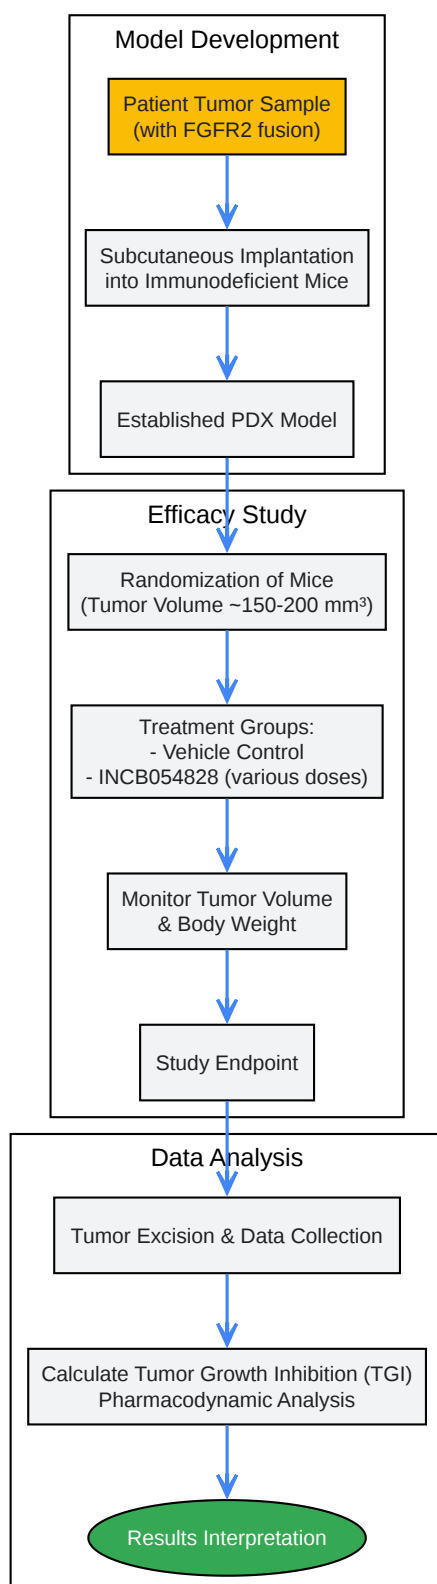 Model Development
Patient Tumor Sample
(with FGFR2 fusion)
Subcutaneous Implantation
into Immunodeficient Mice
Established PDX Model
Efficacy Study
Randomization of Mice
(Tumor Volume ~150-200 mm³)
Treatment Groups:
- Vehicle Control
- INCB054828 (various doses)
Monitor Tumor Volume
& Body Weight
Study Endpoint
Data Analysis
Tumor Excision & Data Collection
Calculate Tumor Growth Inhibition (TGI)
Pharmacodynamic Analysis
Results Interpretation